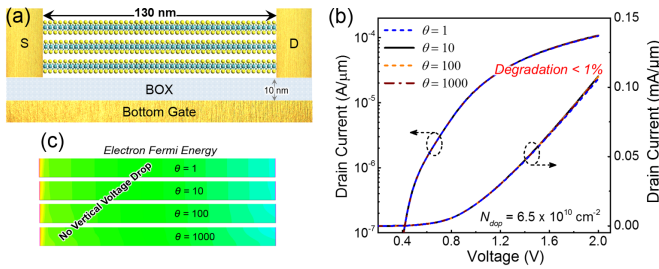 (a)
130 nm
S
D
BOX
10 nm
Bottom Gate
(c)
Electron Fermi Energy
θ = 1
θ = 10
θ = 100
θ = 1000
No Vertical Voltage Drop
(b)
Drain Current (A/μm)
10⁻⁴
10⁻⁵
10⁻⁶
10⁻⁷
θ = 1
θ = 10
θ = 100
θ = 1000
Degradation < 1%
N_dop = 6.5 x 10¹⁰ cm⁻²
0.4 0.8 1.2 1.6 2.0
Voltage (V)
0.15
0.10
0.05
0.00
Drain Current (mA/μm)